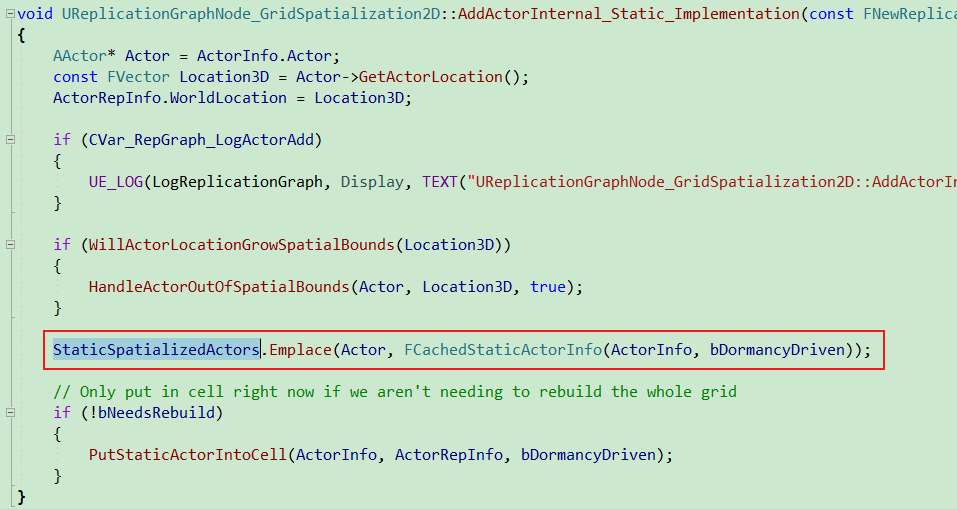 void UReplicationGraphNode_GridSpatialization2D::AddActorInternal_Static_Implementation(const FNewReplica
{
AActor* Actor = ActorInfo.Actor;
const FVector Location3D = Actor->GetActorLocation();
ActorRepInfo.WorldLocation = Location3D;
if (CVar_RepGraph_LogActorAdd)
{
UE_LOG(LogReplicationGraph, Display, TEXT("UReplicationGraphNode_GridSpatialization2D::AddActorIn
}
if (WillActorLocationGrowSpatialBounds(Location3D))
{
HandleActorOutOfSpatialBounds(Actor, Location3D, true);
}
StaticSpatializedActors.Emplace(Actor, FCachedStaticActorInfo(ActorInfo, bDormancyDriven));
// Only put in cell right now if we aren't needing to rebuild the whole grid
if (!bNeedsRebuild)
{
PutStaticActorIntoCell(ActorInfo, ActorRepInfo, bDormancyDriven);
}
}